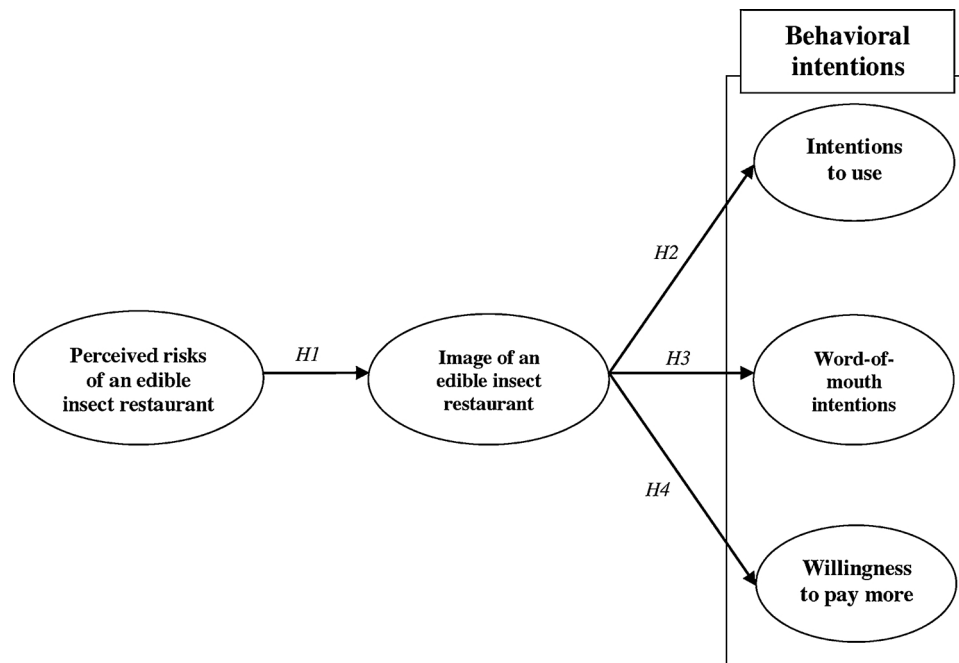 Behavioral
intentions
Intentions
to use
H2
Perceived risks
of an edible
insect restaurant
H1
Image of an
edible insect
restaurant
H3
Word-of-
mouth
intentions
H4
Willingness
to pay more